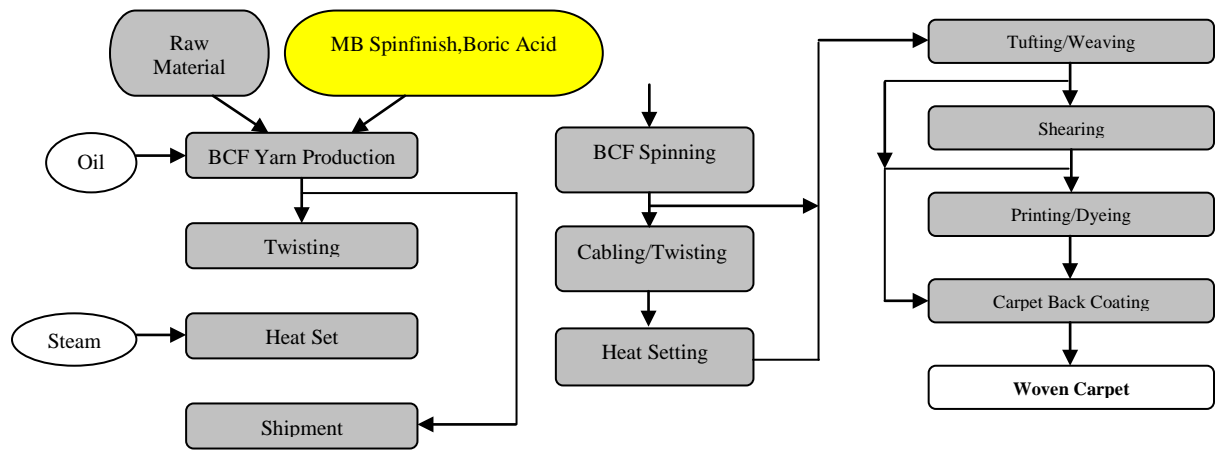 Raw
Material
MB Spinfinish,Boric Acid
Oil
BCF Yarn Production
Twisting
Steam
Heat Set
Shipment
BCF Spinning
Cabling/Twisting
Heat Setting
Tufting/Weaving
Shearing
Printing/Dyeing
Carpet Back Coating
Woven Carpet